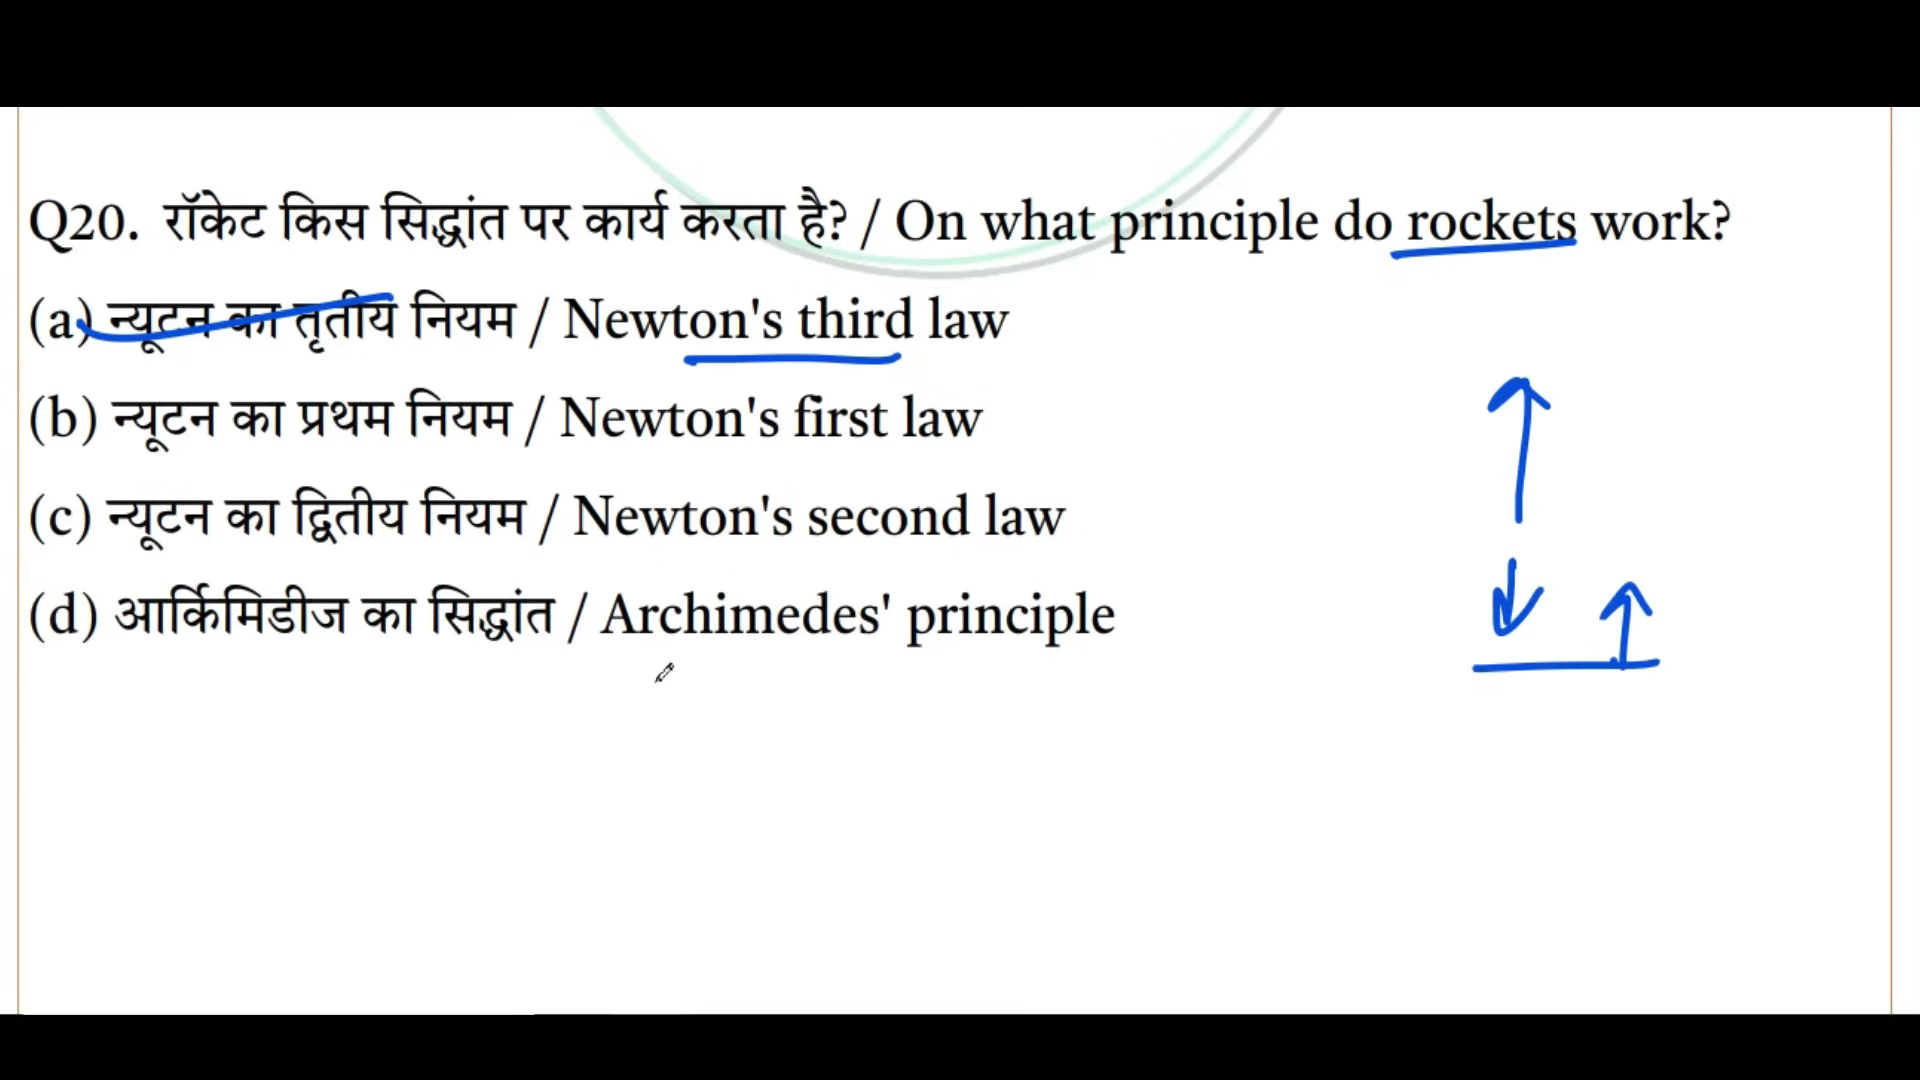 Q20. रॉकेट किस सिद्धांत पर कार्य करता है? / On what principle do rockets work?
(a) न्यूटन का तृतीय नियम / Newton's third law
(b) न्यूटन का प्रथम नियम / Newton's first law
(c) न्यूटन का द्वितीय नियम / Newton's second law
(d) आर्किमिडीज का सिद्धांत / Archimedes' principle